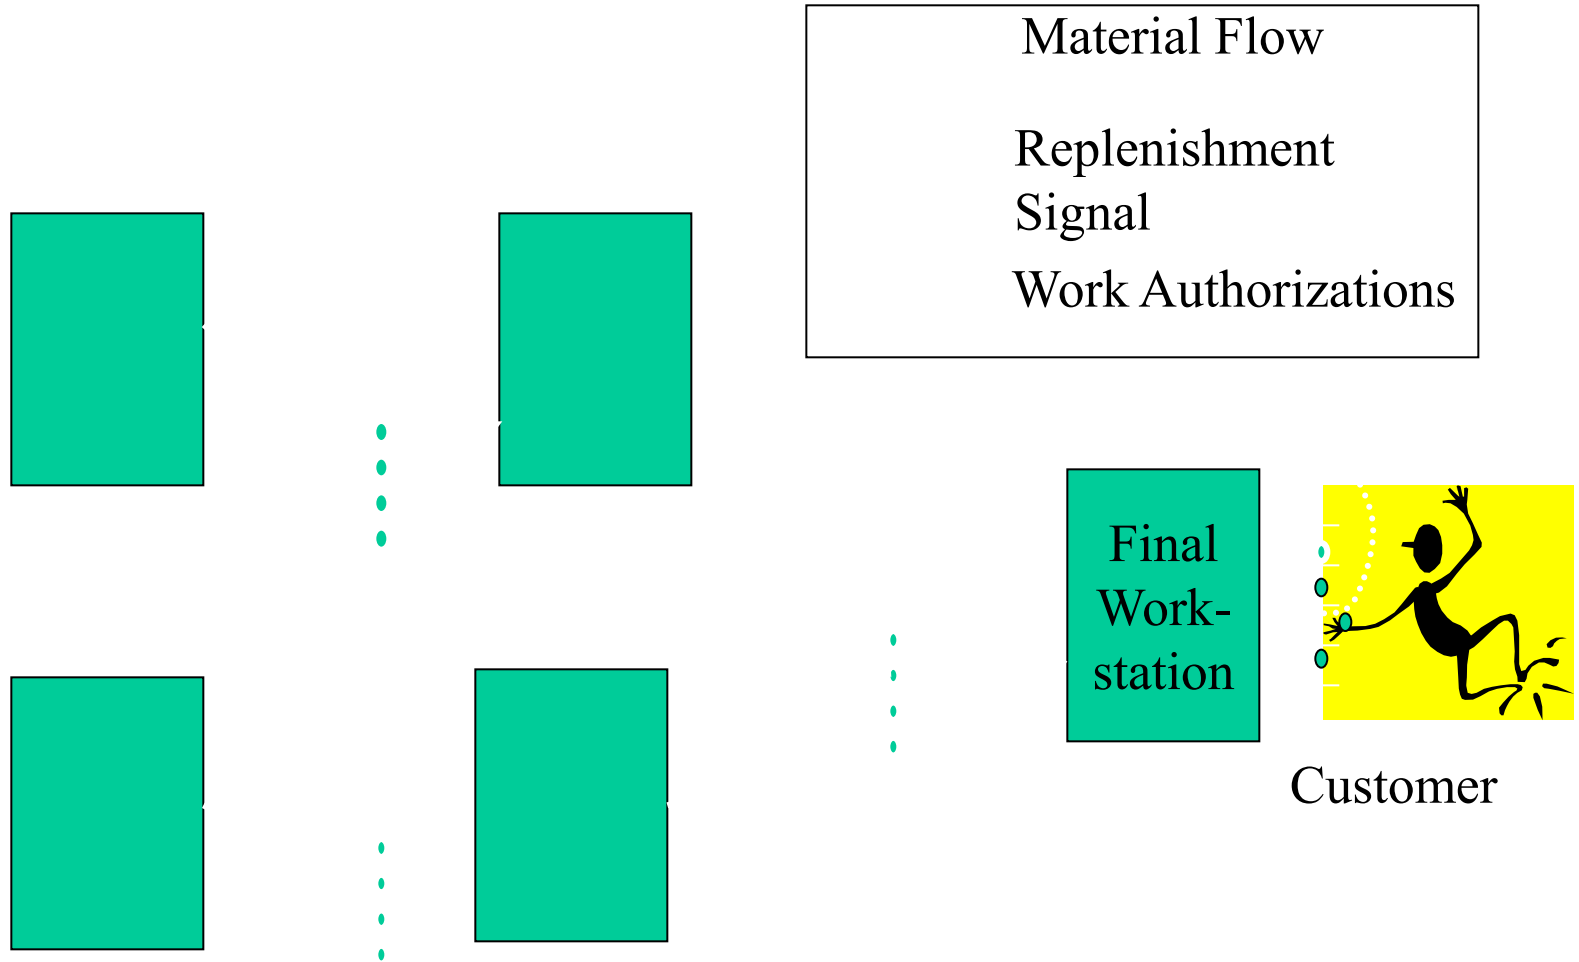 Material Flow
Replenishment
Signal
Work Authorizations
Final
Work-
station
Customer